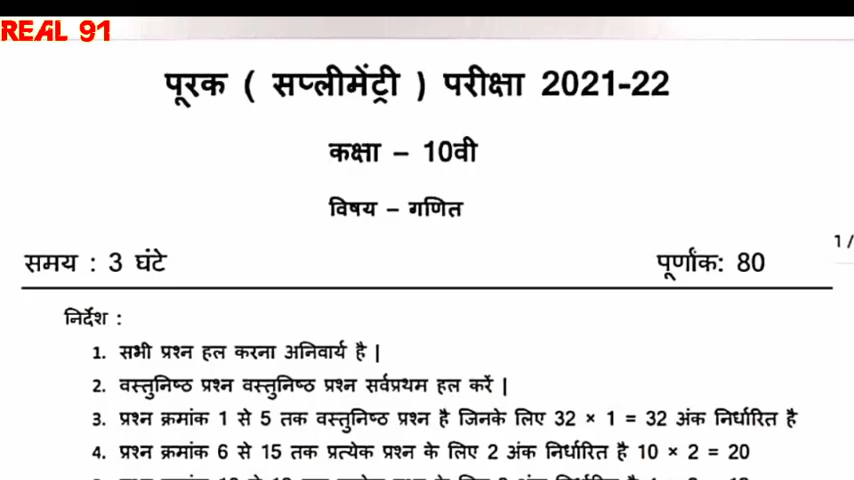 REAL 91
पूरक ( सप्लीमेंट्री ) परीक्षा 2021-22
कक्षा – 10वी
विषय – गणित
1 /
समय : 3 घंटे पूर्णांक: 80
निर्देश :
1. सभी प्रश्न हल करना अनिवार्य है |
2. वस्तुनिष्ठ प्रश्न वस्तुनिष्ठ प्रश्न सर्वप्रथम हल करें |
3. प्रश्न क्रमांक 1 से 5 तक वस्तुनिष्ठ प्रश्न है जिनके लिए 32 × 1 = 32 अंक निर्धारित है
4. प्रश्न क्रमांक 6 से 15 तक प्रत्येक प्रश्न के लिए 2 अंक निर्धारित है 10 × 2 = 20